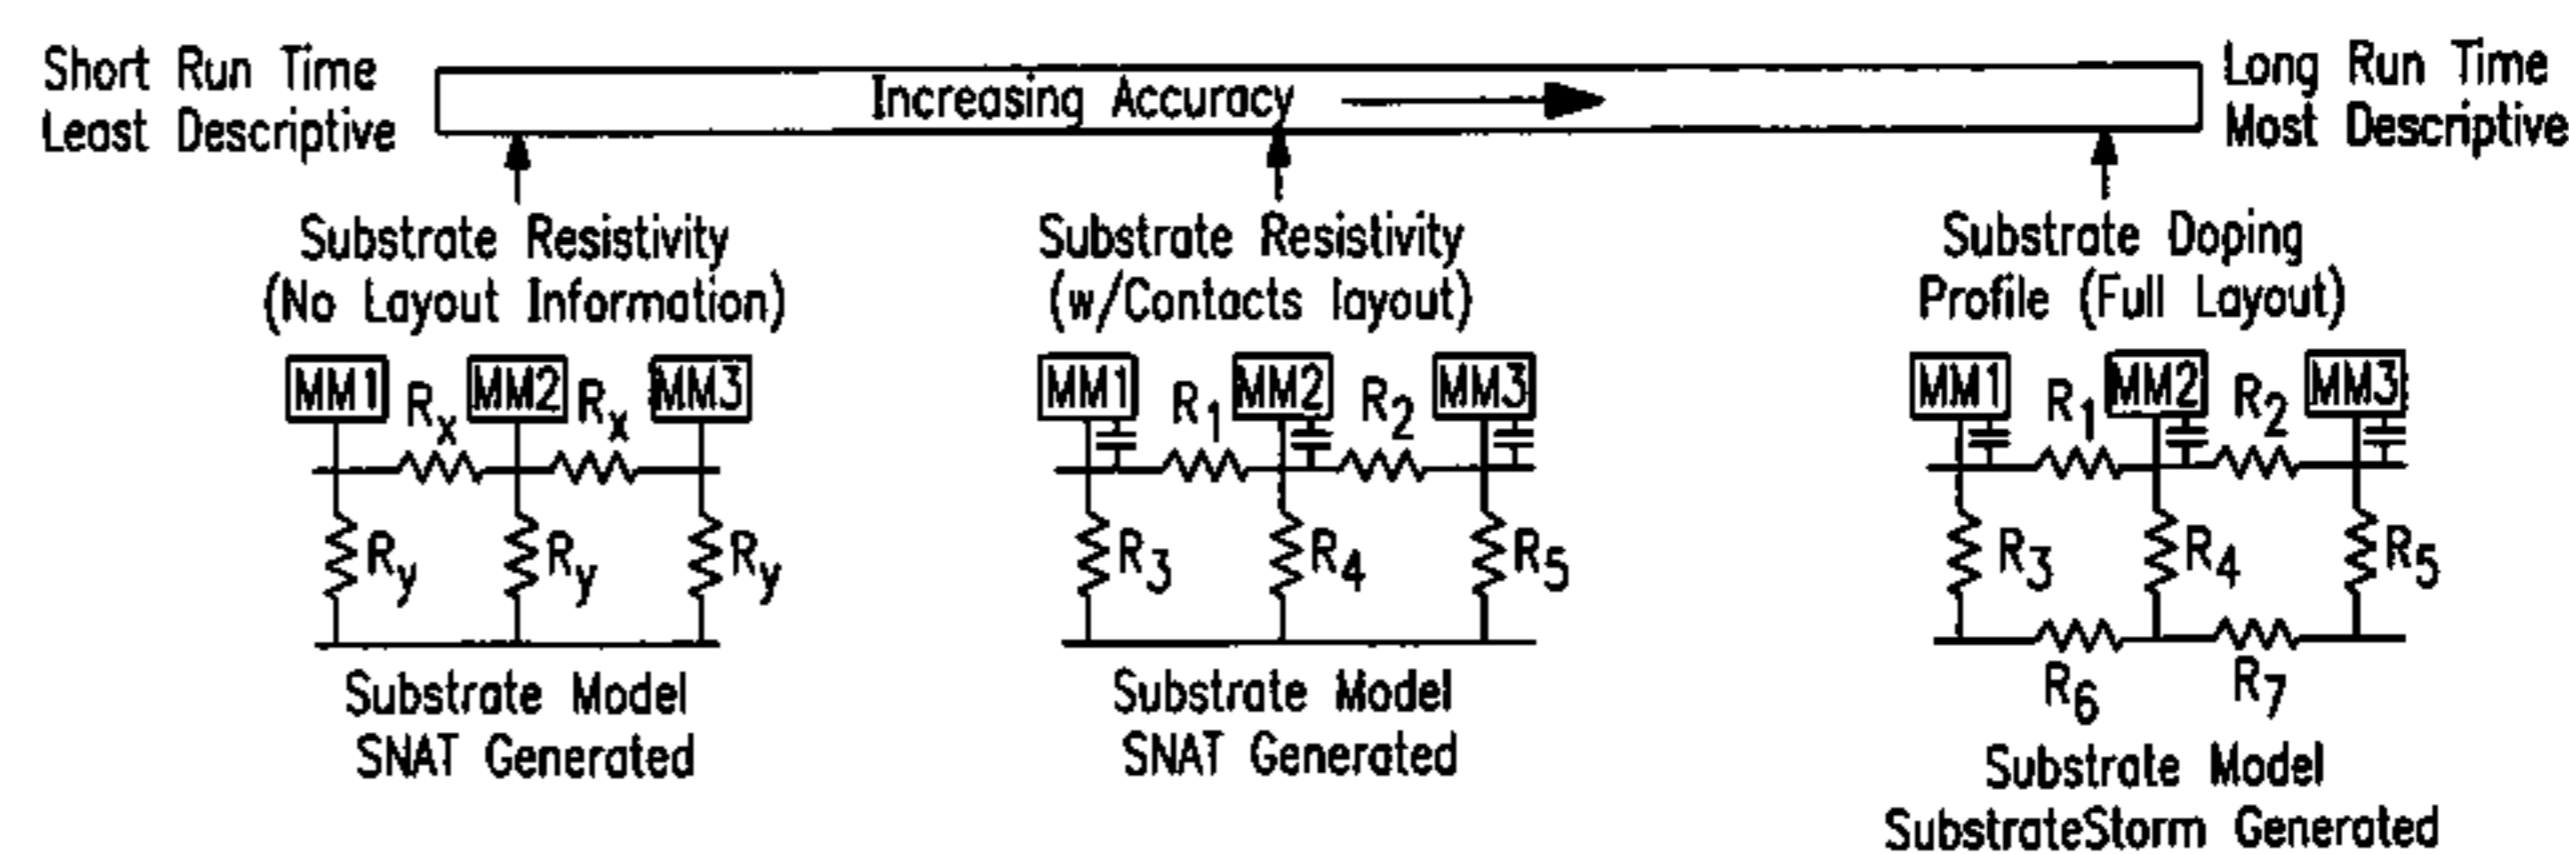 Short Run Time
Least Descriptive
Increasing Accuracy
Long Run Time
Most Descriptive
Substrate Resistivity
(No Layout Information)
MM1 Rx MM2 Rx MM3
Ry Ry Ry
Substrate Model
SNAT Generated
Substrate Resistivity
(w/Contacts layout)
MM1 R1 MM2 R2 MM3
R3 R4 R5
Substrate Model
SNAT Generated
Substrate Doping
Profile (Full Layout)
MM1 R1 MM2 R2 MM3
R3 R4 R5
R6 R7
Substrate Model
SubstrateStorm Generated